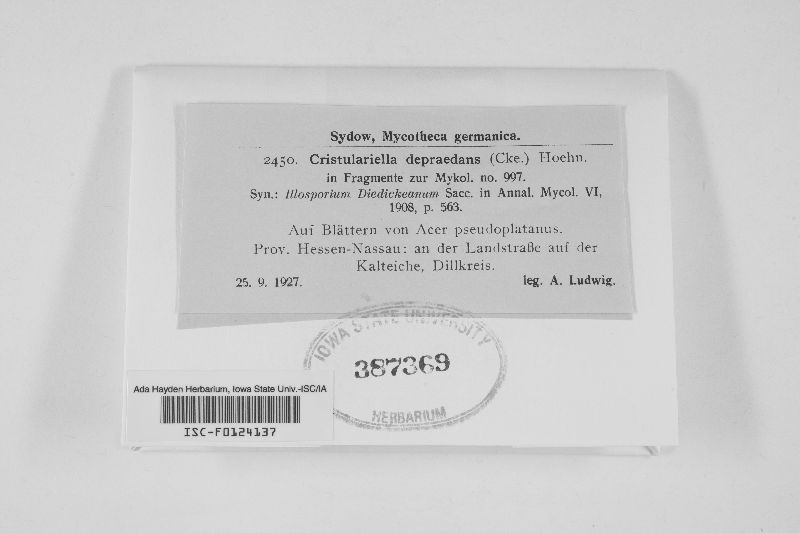 Sydow, Mycotheca germanica.
2450. Cristulariella depraedans (Cke.) Hoehn.
in Fragmente zur Mykol. no. 997.
Syn.: Illosporium Diedickeanum Sacc. in Annal. Mycol. VI,
1908, p. 563.
Auf Blättern von Acer pseudoplatanus.
Prov. Hessen-Nassau: an der Landstraße auf der
Kalteiche, Dillkreis.
25. 9. 1927. leg. A. Ludwig.
IOWA STATE UNIVERSITY
387369
HERBARIUM
Ada Hayden Herbarium, Iowa State Univ.-ISC/IA
ISC-F0124137